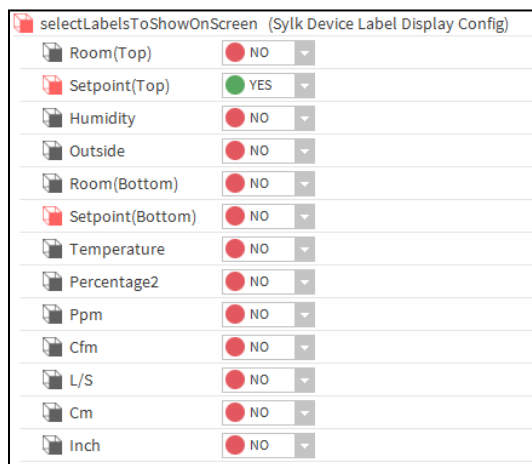 selectLabelsToShowOnScreen (Sylk Device Label Display Config)
Room(Top) NO
Setpoint(Top) YES
Humidity NO
Outside NO
Room(Bottom) NO
Setpoint(Bottom) NO
Temperature NO
Percentage2 NO
Ppm NO
Cfm NO
L/S NO
Cm NO
Inch NO